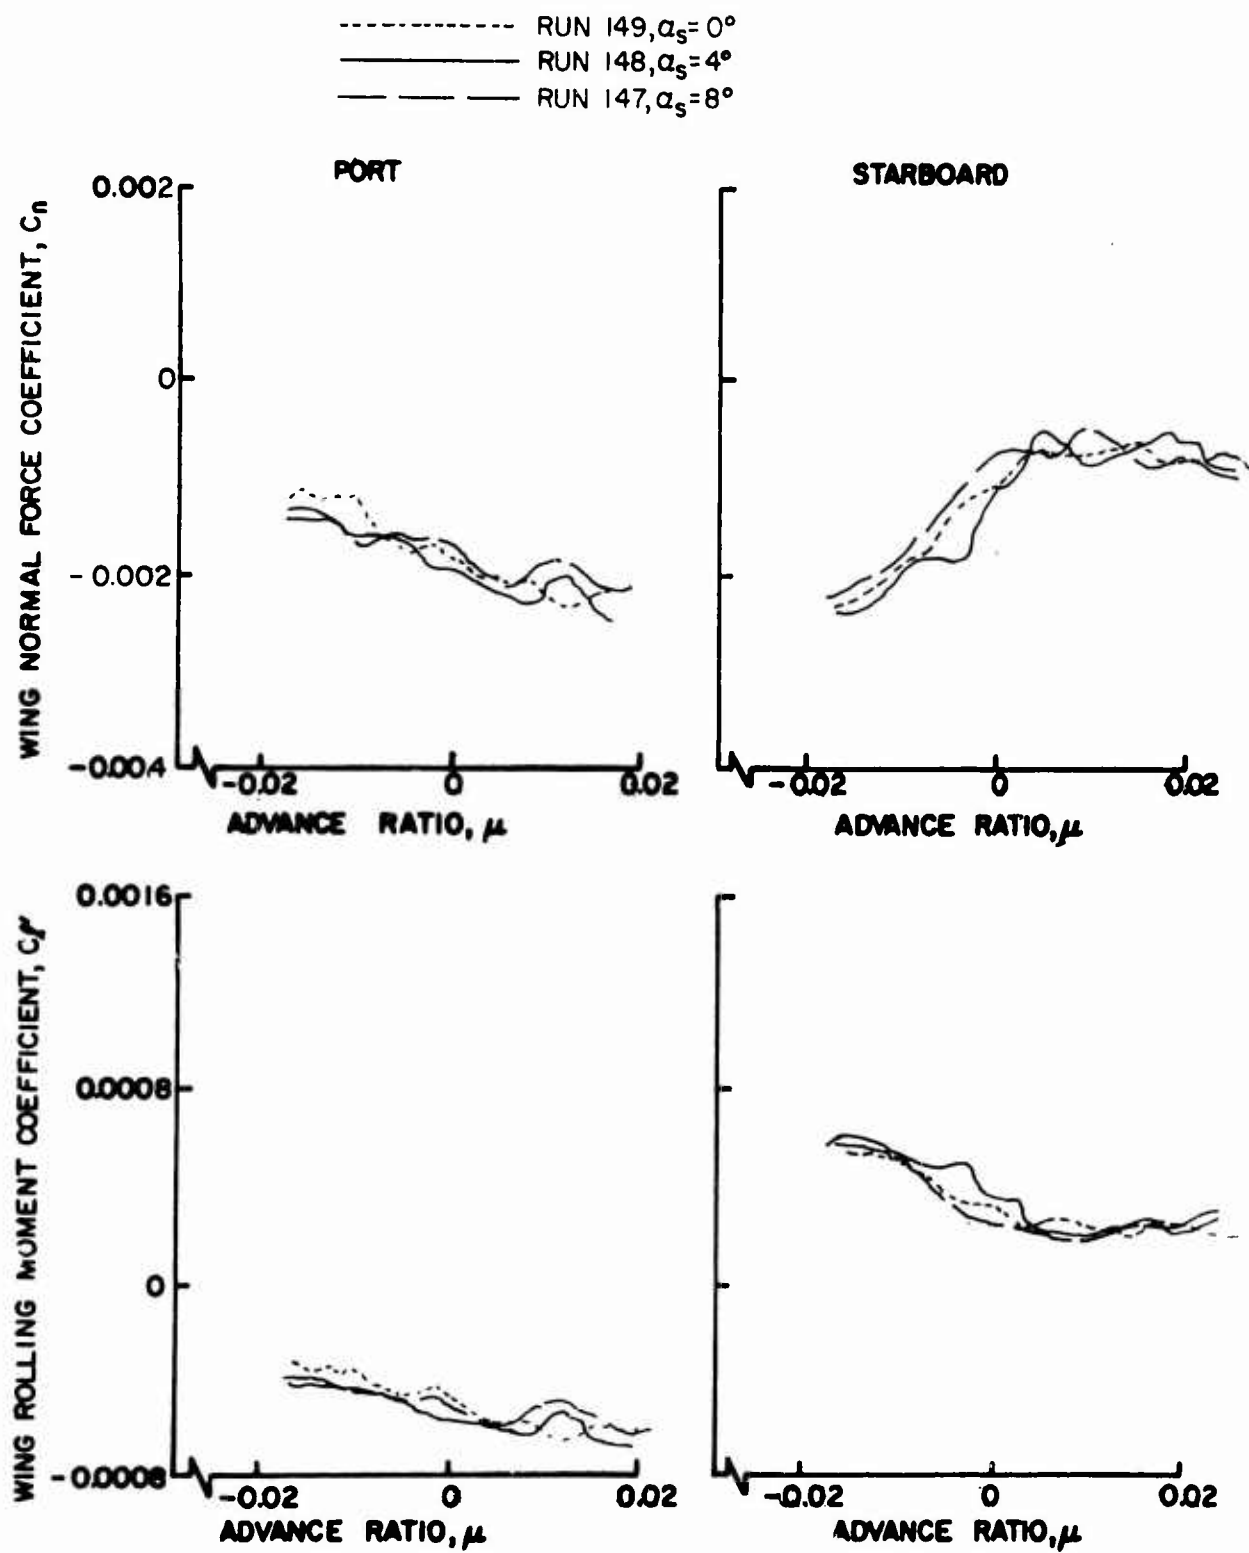 RUN 149, αs=0°
RUN 148, αs=4°
RUN 147, αs=8°
PORT
STARBOARD
WING NORMAL FORCE COEFFICIENT, Cn
0.002
0
-0.002
-0.004
-0.02 0 0.02
ADVANCE RATIO, μ
-0.02 0 0.02
ADVANCE RATIO, μ
WING ROLLING MOMENT COEFFICIENT, Cℓ
0.0016
0.0008
0
-0.0008
-0.02 0 0.02
ADVANCE RATIO, μ
-0.02 0 0.02
ADVANCE RATIO, μ